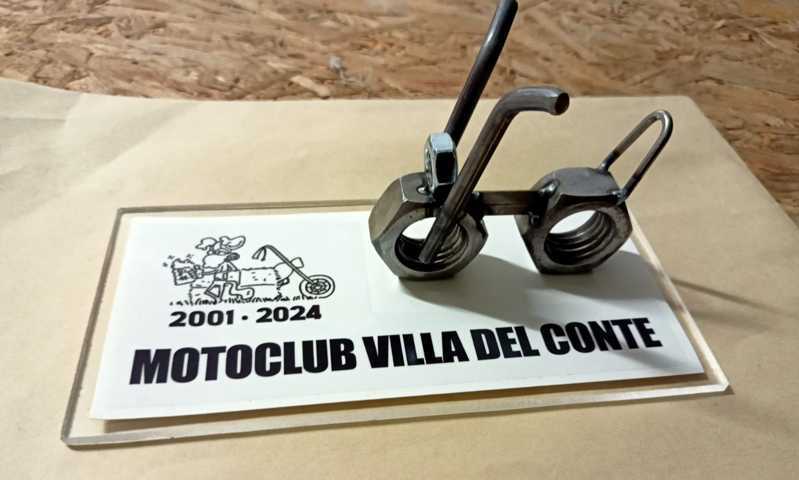 2001 · 2024
MOTOCLUB VILLA DEL CONTE